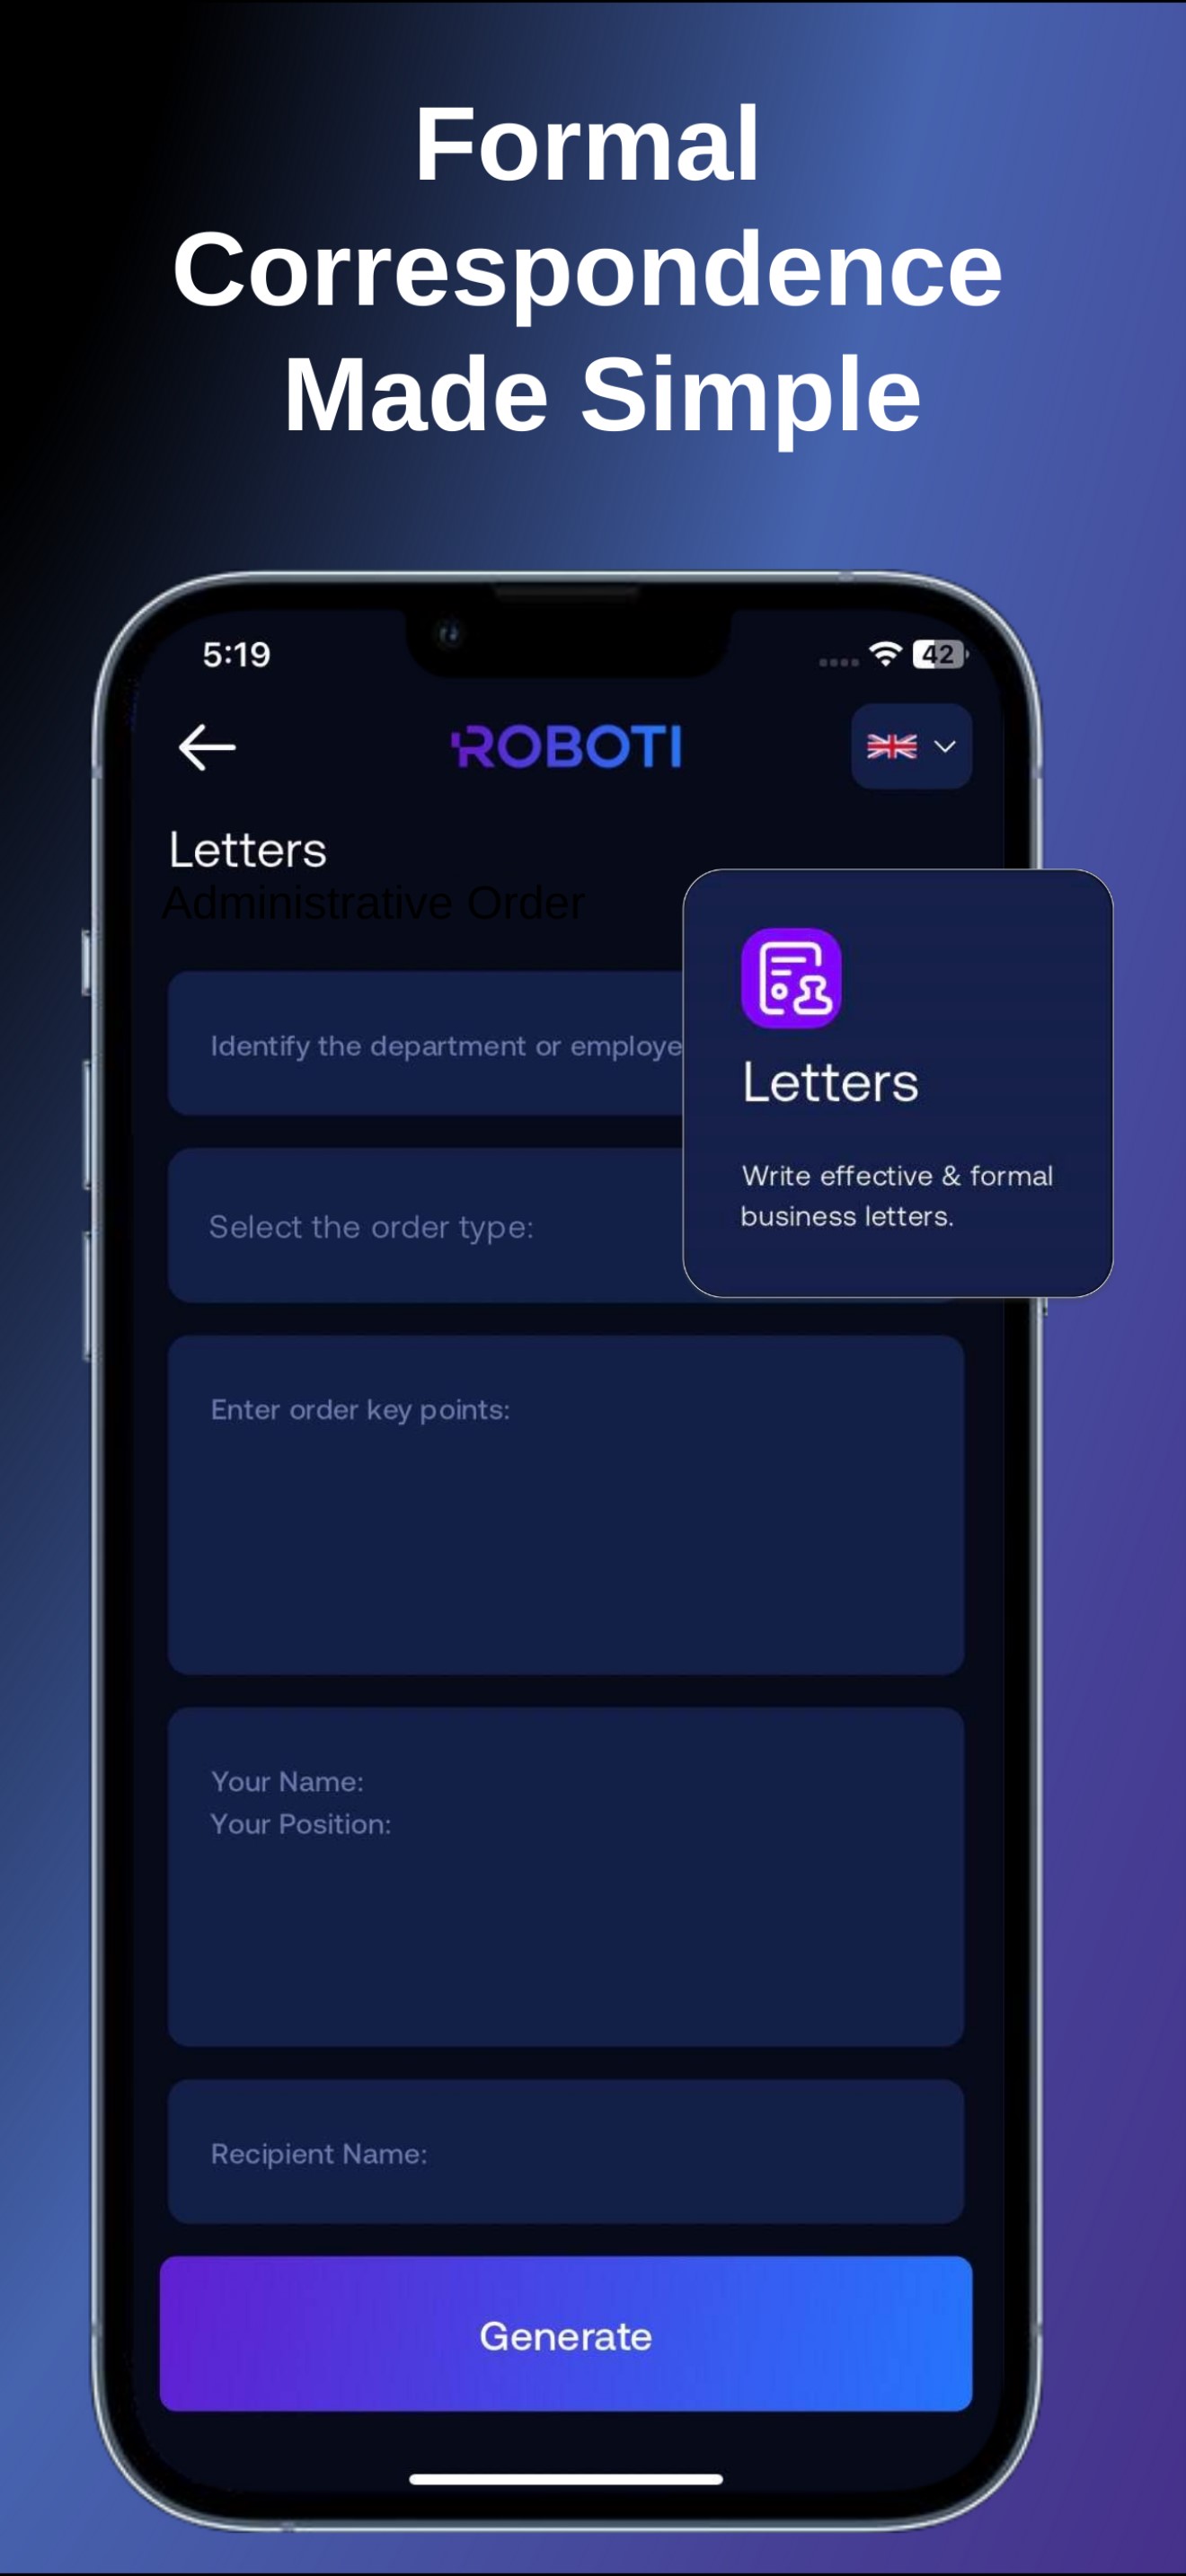 Formal
Correspondence
Made Simple
5:19
42
ROBOTI
Letters
Administrative Order
Identify the department or employe
Letters
Write effective & formal
business letters.
Select the order type:
Enter order key points:
Your Name:
Your Position:
Recipient Name:
Generate